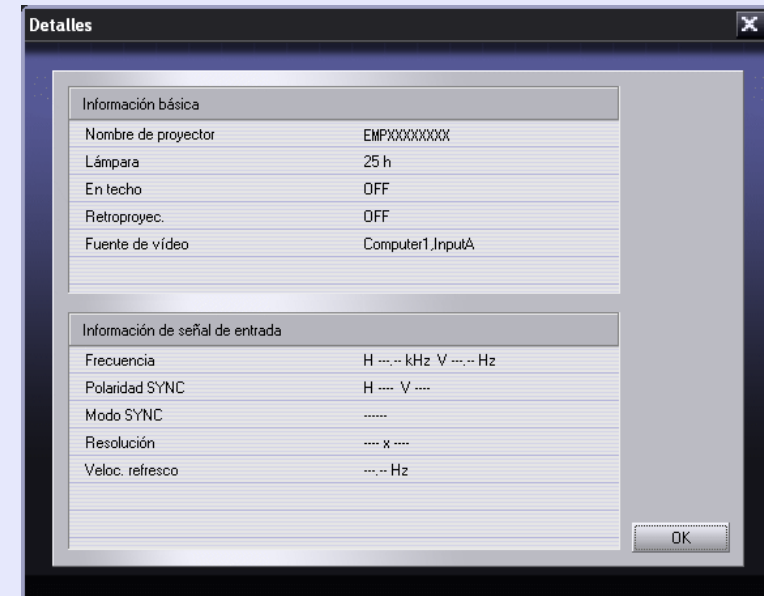 Detalles
Información básica
Nombre de proyector EMPXXXXXXXX
Lámpara 25 h
En techo OFF
Retroproyec. OFF
Fuente de vídeo Computer1,InputA
Información de señal de entrada
Frecuencia H ---.-- kHz V ---.-- Hz
Polaridad SYNC H ---- V ----
Modo SYNC ------
Resolución ---- x ----
Veloc. refresco ---.-- Hz
OK